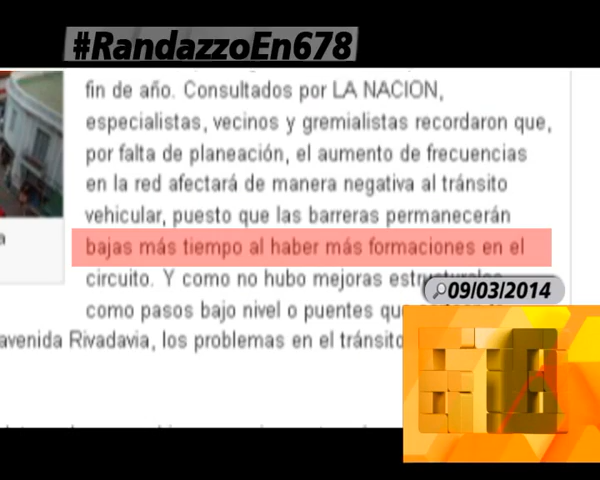 #RandazzoEn678
fin de año. Consultados por LA NACION,
especialistas, vecinos y gremialistas recordaron que,
por falta de planeación, el aumento de frecuencias
en la red afectará de manera negativa al tránsito
vehicular, puesto que las barreras permanecerán
a
bajas más tiempo al haber más formaciones en el
circuito. Y como no hubo mejoras estructurales
09/03/2014
como pasos bajo nivel o puentes
avenida Rivadavia, los problemas en el tránsito
678